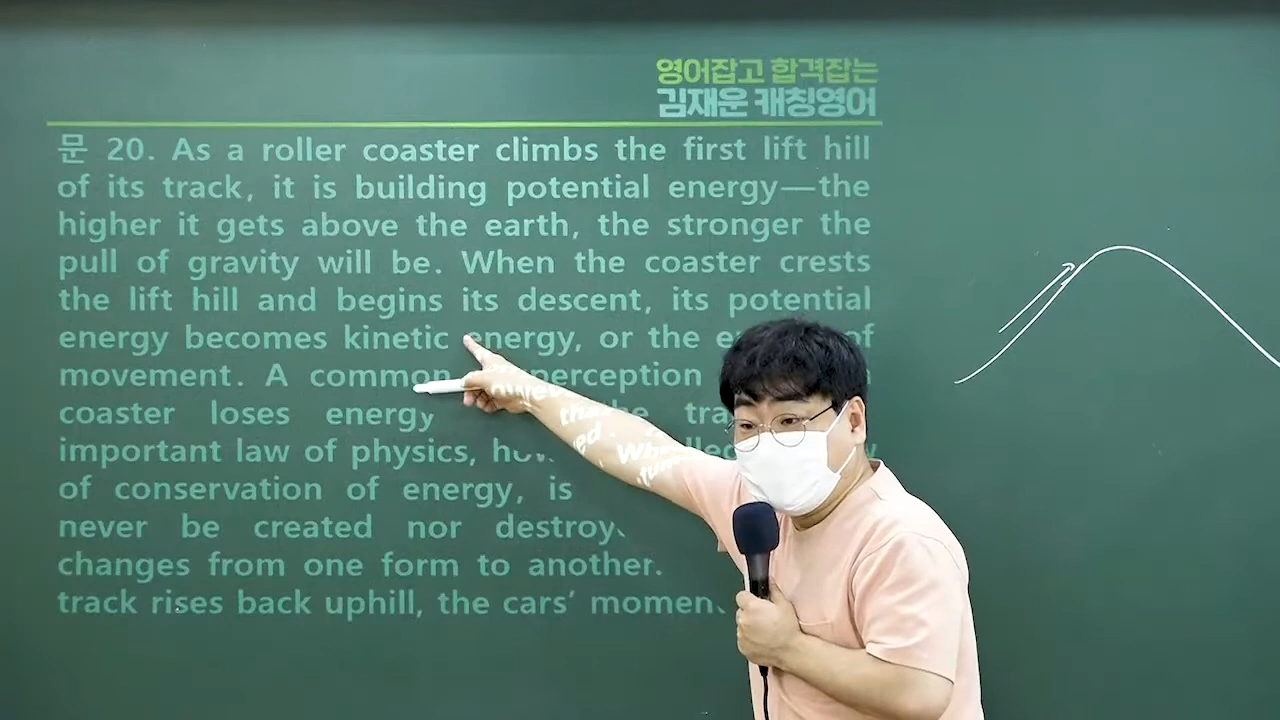 영어잡고 합격잡는
김재운 캐칭영어
문 20. As a roller coaster climbs the first lift hill
of its track, it is building potential energy—the
higher it gets above the earth, the stronger the
pull of gravity will be. When the coaster crests
the lift hill and begins its descent, its potential
energy becomes kinetic energy, or the of
movement. A common perception
coaster loses energy the
important law of physics,
of conservation of energy, is
never be created nor
changes from one form to another.
track rises back uphill, the cars’